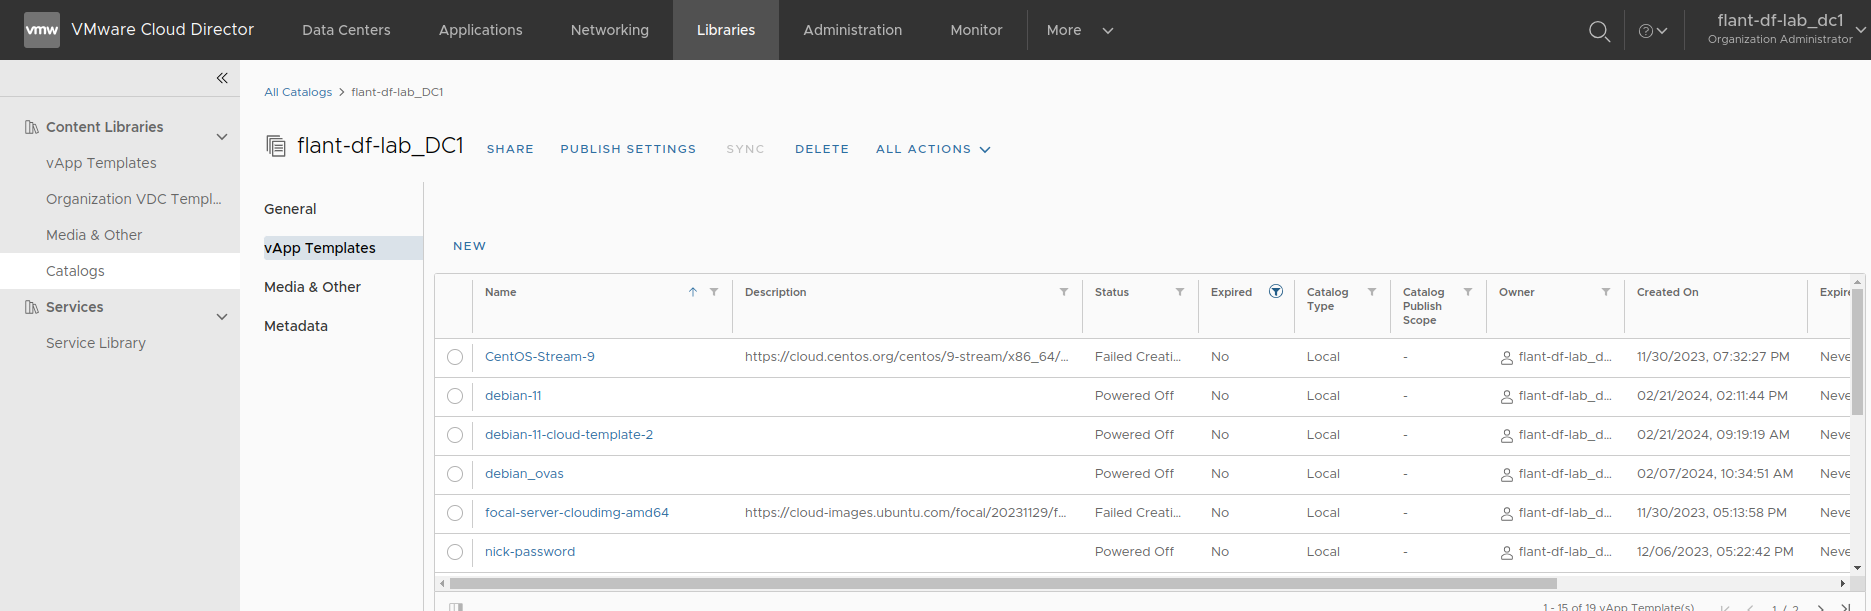 vmw VMware Cloud Director Data Centers Applications Networking Libraries Administration Monitor More flant-df-lab_dc1
Organization Administrator
All Catalogs > flant-df-lab_DC1
Content Libraries
vApp Templates
Organization VDC Templ...
Media & Other
Catalogs
Services
Service Library
flant-df-lab_DC1 SHARE PUBLISH SETTINGS SYNC DELETE ALL ACTIONS
General
vApp Templates
Media & Other
Metadata
NEW
Name Description Status Expired Catalog Type Catalog Publish Scope Owner Created On Expire
CentOS-Stream-9 https://cloud.centos.org/centos/9-stream/x86_64/... Failed Creati... No Local - flant-df-lab_d... 11/30/2023, 07:32:27 PM Neve
debian-11 Powered Off No Local - flant-df-lab_d... 02/21/2024, 02:11:44 PM Neve
debian-11-cloud-template-2 Powered Off No Local - flant-df-lab_d... 02/21/2024, 09:19:19 AM Neve
debian_ovas Powered Off No Local - flant-df-lab_d... 02/07/2024, 10:34:51 AM Neve
focal-server-cloudimg-amd64 https://cloud-images.ubuntu.com/focal/20231129/f... Failed Creati... No Local - flant-df-lab_d... 11/30/2023, 05:13:58 PM Neve
nick-password Powered Off No Local - flant-df-lab_d... 12/06/2023, 05:22:42 PM Neve
1 - 15 of 19 vApp Template(s) 1 / 2